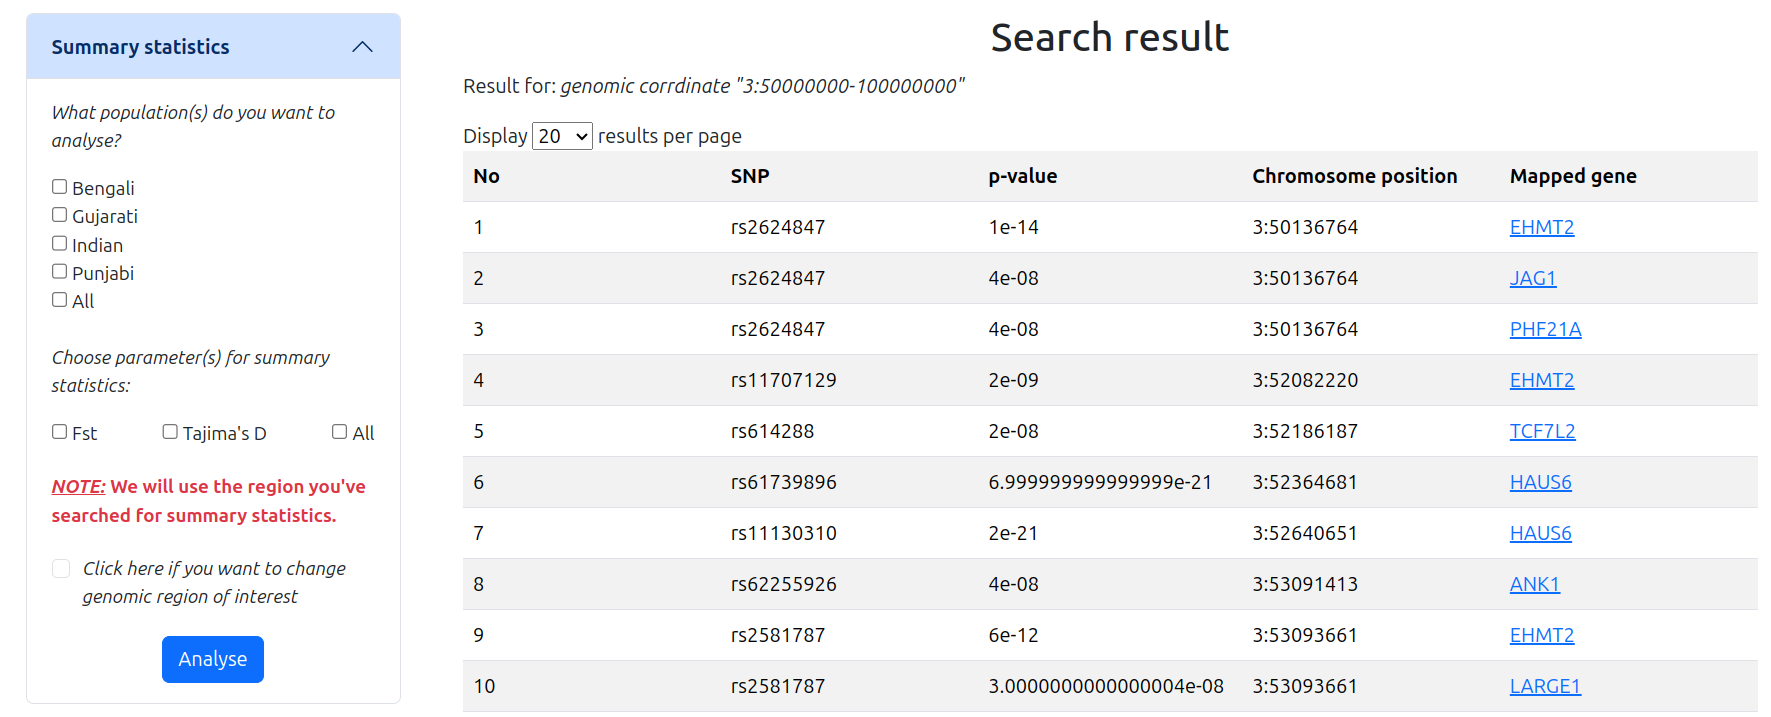 Summary statistics
What population(s) do you want to
analyse?
Bengali
Gujarati
Indian
Punjabi
All
Choose parameter(s) for summary
statistics:
Fst Tajima's D All
NOTE: We will use the region you've
searched for summary statistics.
Click here if you want to change
genomic region of interest
Analyse
Search result
Result for: genomic corrdinate "3:50000000-100000000"
Display 20 results per page
No SNP p-value Chromosome position Mapped gene
1 rs2624847 1e-14 3:50136764 EHMT2
2 rs2624847 4e-08 3:50136764 JAG1
3 rs2624847 4e-08 3:50136764 PHF21A
4 rs11707129 2e-09 3:52082220 EHMT2
5 rs614288 2e-08 3:52186187 TCF7L2
6 rs61739896 6.999999999999999e-21 3:52364681 HAUS6
7 rs11130310 2e-21 3:52640651 HAUS6
8 rs62255926 4e-08 3:53091413 ANK1
9 rs2581787 6e-12 3:53093661 EHMT2
10 rs2581787 3.0000000000000004e-08 3:53093661 LARGE1